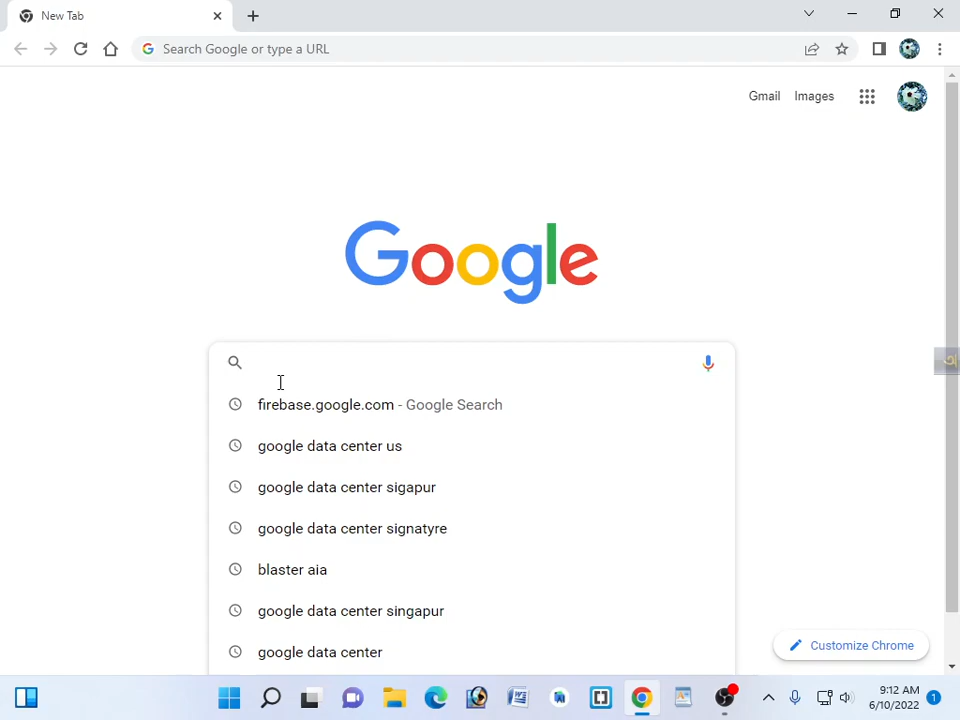 New Tab
Search Google or type a URL
Gmail Images
Google
firebase.google.com - Google Search
google data center us
google data center sigapur
google data center signatyre
blaster aia
google data center singapur
google data center
Customize Chrome
9:12 AM
6/10/2022
1